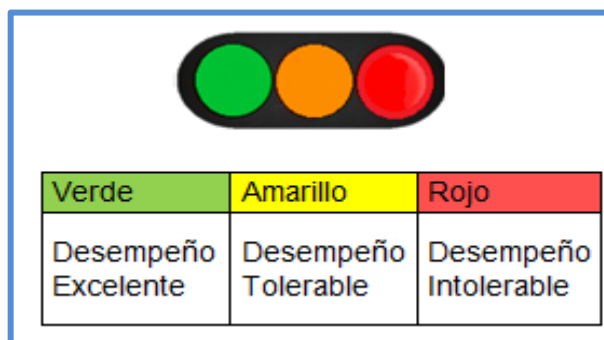 Verde Amarillo Rojo
Desempeño Desempeño Desempeño
Excelente Tolerable Intolerable